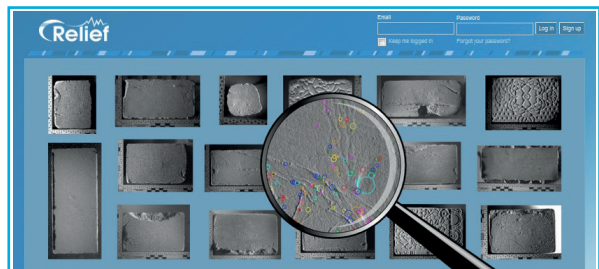 Email
Password
Relief
Log in
Sign up
Keep me logged in
Forgot your password?